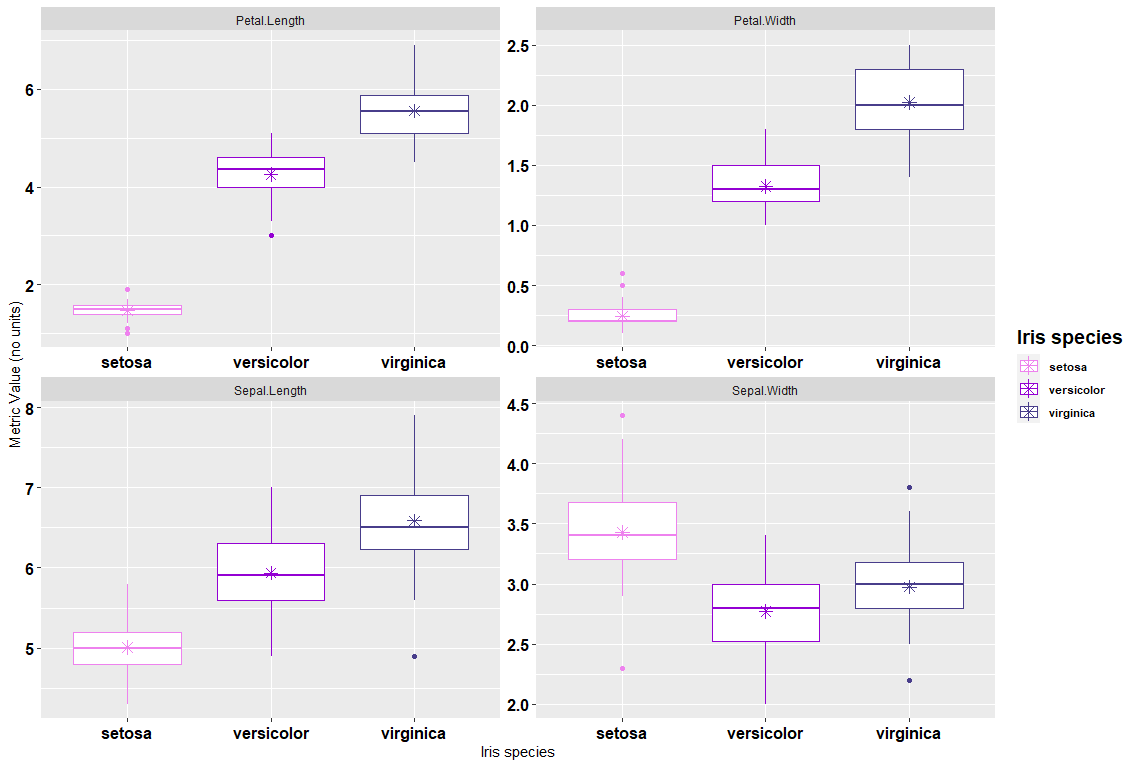 Petal.Length
Petal.Width
6
4
2
2.5
2.0
1.5
1.0
0.5
0.0
setosa
versicolor
virginica
setosa
versicolor
virginica
Sepal.Length
Sepal.Width
8
7
6
5
4.5
4.0
3.5
3.0
2.5
2.0
setosa
versicolor
virginica
setosa
versicolor
virginica
Metric Value (no units)
Iris species
Iris species
setosa
versicolor
virginica